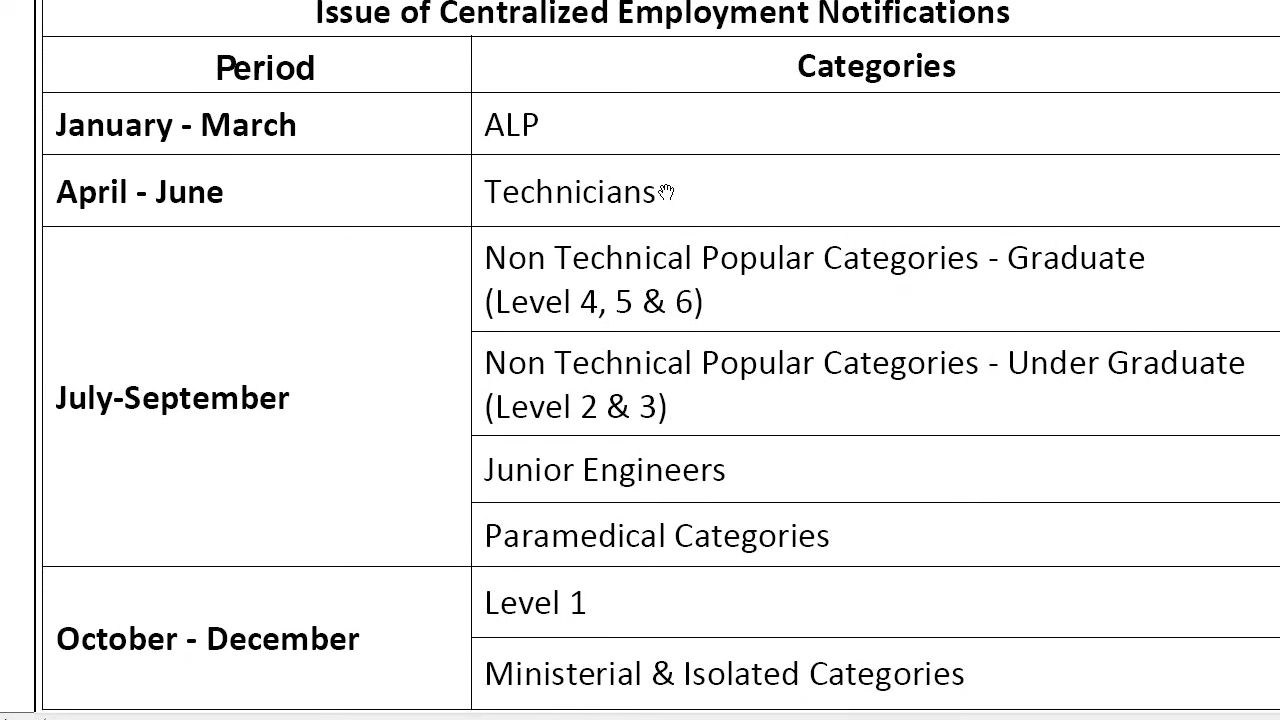 Issue of Centralized Employment Notifications
Period
Categories
January - March
ALP
April - June
Technicians
July-September
Non Technical Popular Categories - Graduate
(Level 4, 5 & 6)
Non Technical Popular Categories - Under Graduate
(Level 2 & 3)
Junior Engineers
Paramedical Categories
October - December
Level 1
Ministerial & Isolated Categories